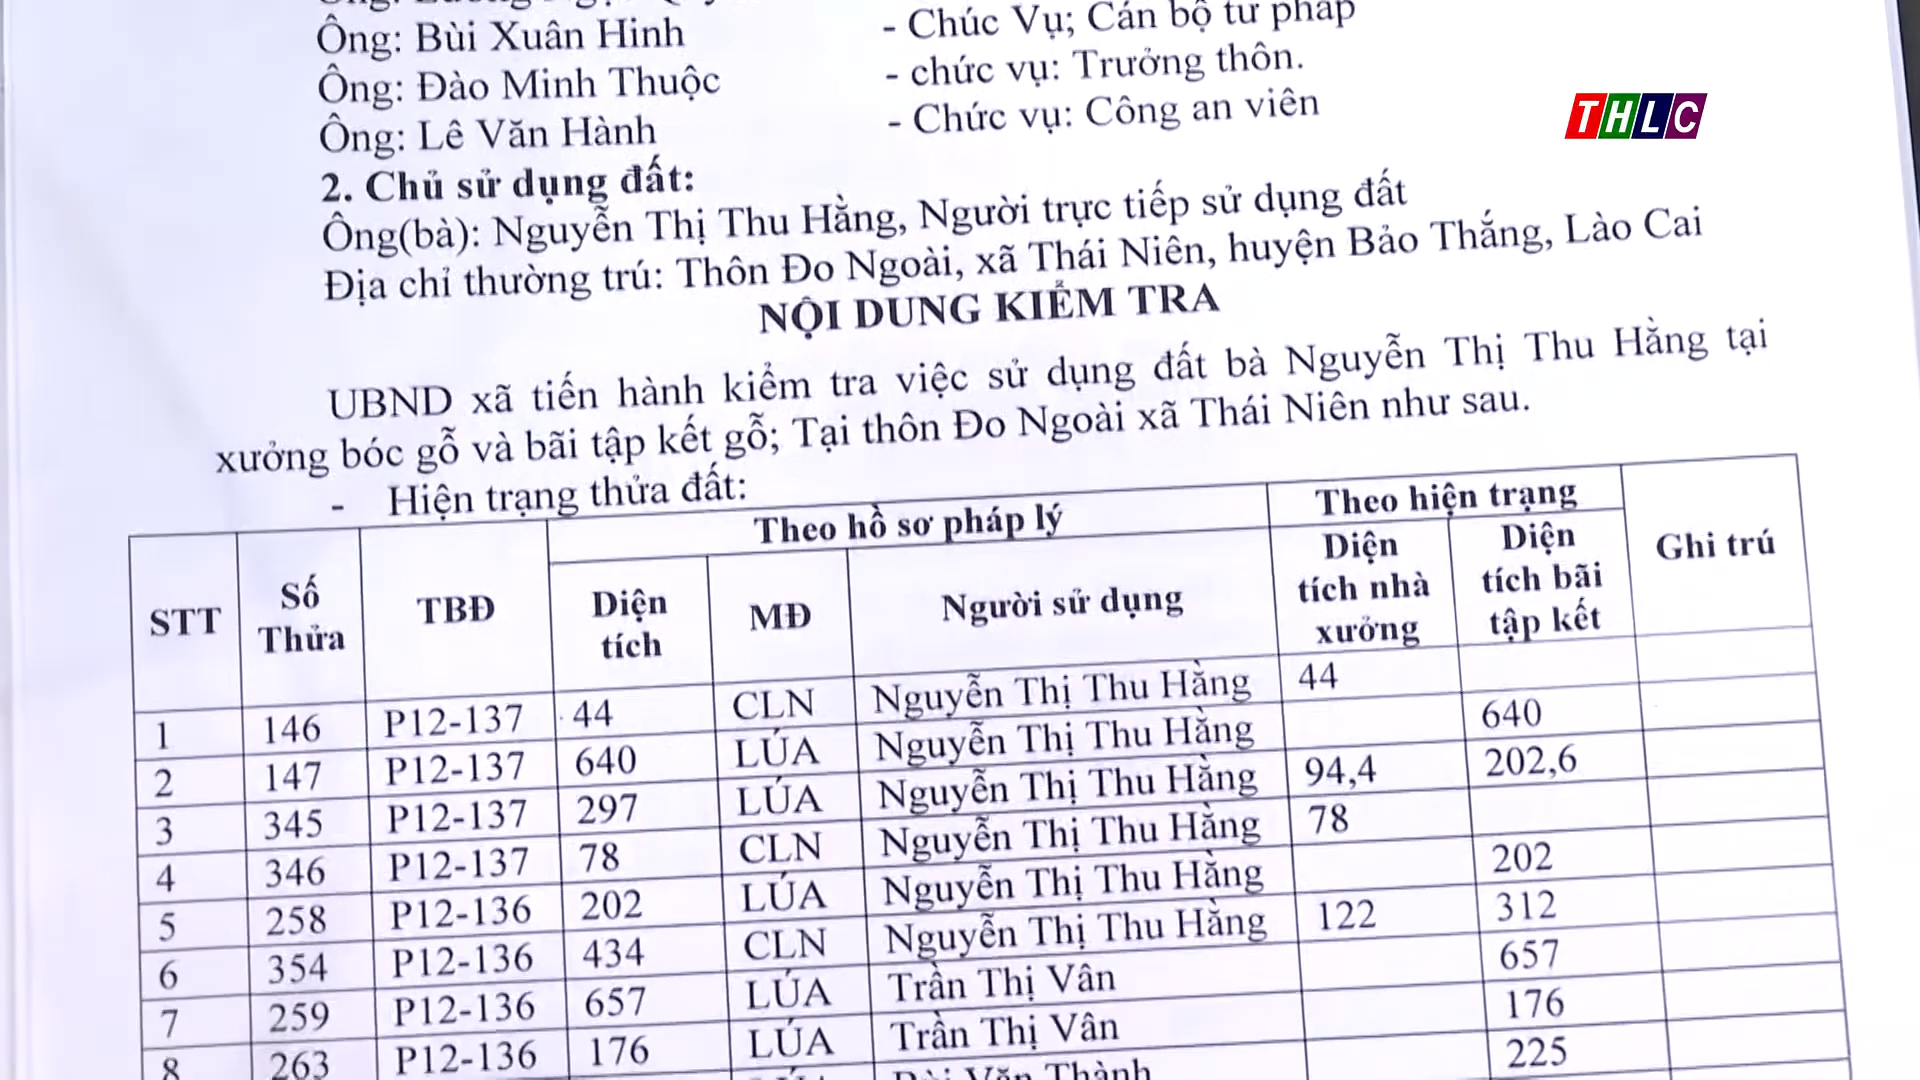 Ông: Bùi Xuân Hinh - Chúc Vụ; Cán bộ tư pháp
Ông: Đào Minh Thuộc - chức vụ: Trưởng thôn.
Ông: Lê Văn Hành - Chức vụ: Công an viên
THLC
2. Chủ sử dụng đất:
Ông(bà): Nguyễn Thị Thu Hằng, Người trực tiếp sử dụng đất
Địa chỉ thường trú: Thôn Đo Ngoài, xã Thái Niên, huyện Bảo Thắng, Lào Cai
NỘI DUNG KIỂM TRA
UBND xã tiến hành kiểm tra việc sử dụng đất bà Nguyễn Thị Thu Hằng tại
xưởng bóc gỗ và bãi tập kết gỗ; Tại thôn Đo Ngoài xã Thái Niên như sau.
- Hiện trạng thửa đất:
STT Số Thửa TBĐ Theo hồ sơ pháp lý Theo hiện trạng Ghi trú
Diện tích MĐ Người sử dụng Diện tích nhà xưởng Diện tích bãi tập kết
1 146 P12-137 44 CLN Nguyễn Thị Thu Hằng 44
2 147 P12-137 640 LÚA Nguyễn Thị Thu Hằng 640
3 345 P12-137 297 LÚA Nguyễn Thị Thu Hằng 94,4 202,6
4 346 P12-137 78 CLN Nguyễn Thị Thu Hằng 78
5 258 P12-136 202 LÚA Nguyễn Thị Thu Hằng 202
6 354 P12-136 434 CLN Nguyễn Thị Thu Hằng 122 312
7 259 P12-136 657 LÚA Trần Thị Vân 657
8 263 P12-136 176 LÚA Trần Thị Vân 176
Văn Thành 225